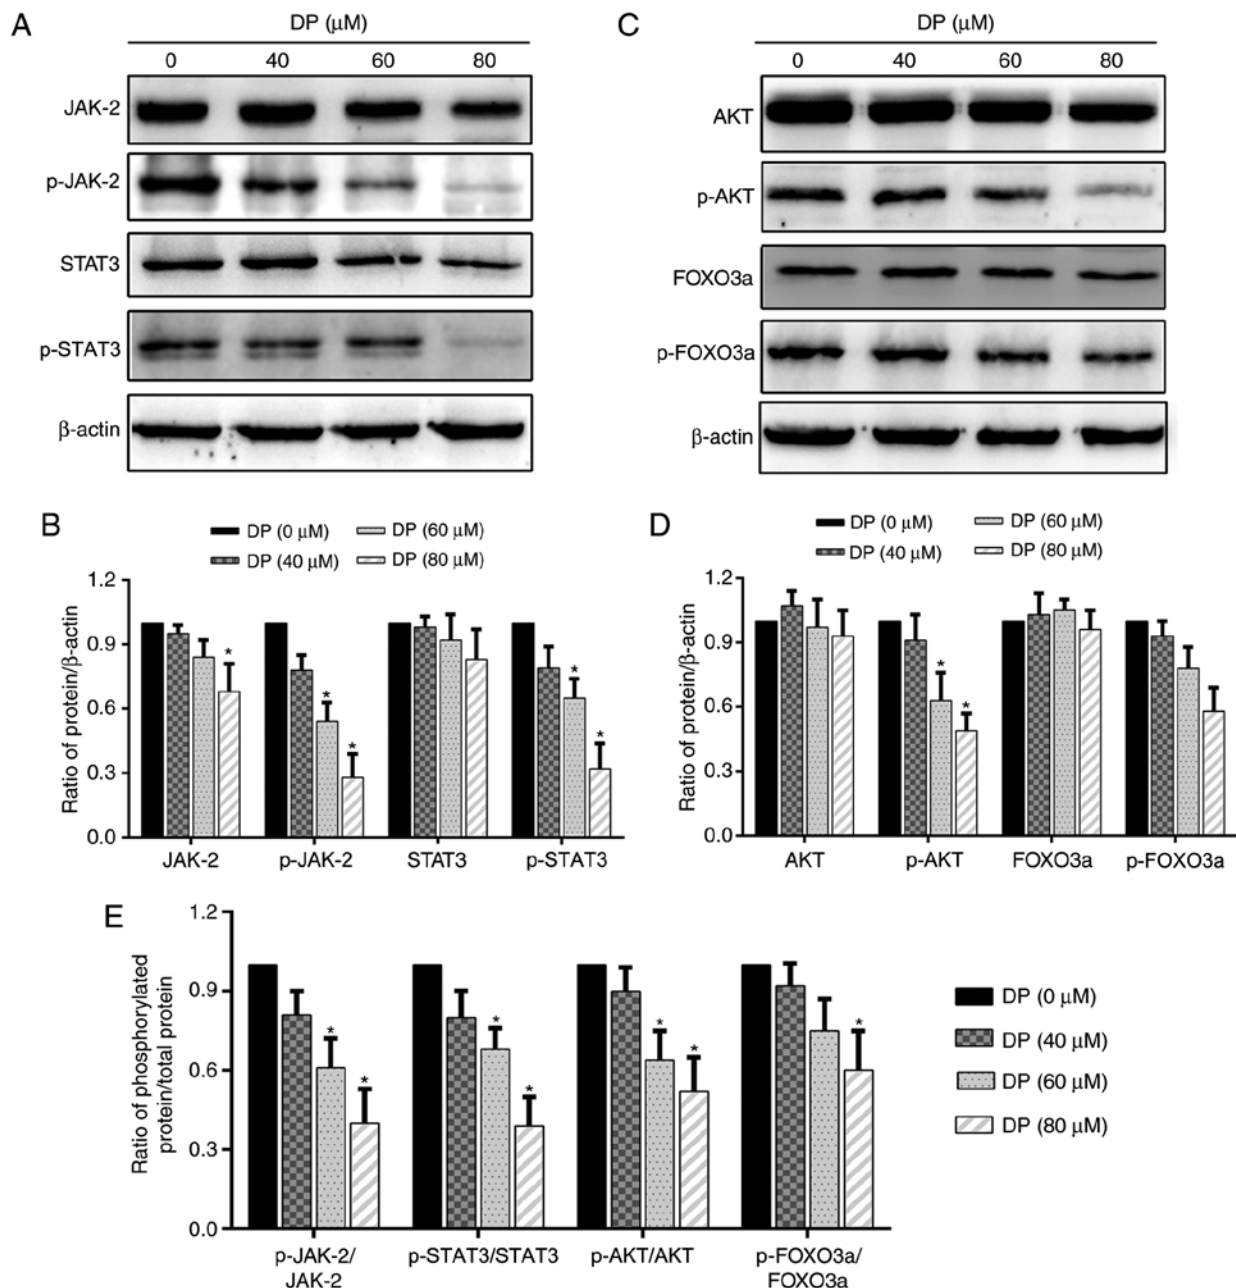 A
DP (μM)
0 40 60 80
JAK-2
p-JAK-2
STAT3
p-STAT3
β-actin
C
DP (μM)
0 40 60 80
AKT
p-AKT
FOXO3a
p-FOXO3a
β-actin
B
DP (0 μM) DP (60 μM)
DP (40 μM) DP (80 μM)
Ratio of protein/β-actin
1.2
0.9
0.6
0.3
0.0
* * * * *
JAK-2 p-JAK-2 STAT3 p-STAT3
D
DP (0 μM) DP (60 μM)
DP (40 μM) DP (80 μM)
Ratio of protein/β-actin
1.2
0.9
0.6
0.3
0.0
* *
AKT p-AKT FOXO3a p-FOXO3a
E
Ratio of phosphorylated
protein/total protein
1.2
0.9
0.6
0.3
0.0
* * * * * * *
p-JAK-2/ p-STAT3/STAT3 p-AKT/AKT p-FOXO3a/
JAK-2 FOXO3a
DP (0 μM)
DP (40 μM)
DP (60 μM)
DP (80 μM)